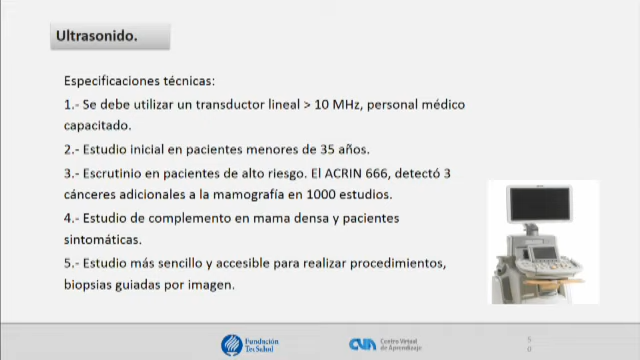 Ultrasonido.
Especificaciones técnicas:
1.- Se debe utilizar un transductor lineal > 10 MHz, personal médico
capacitado.
2.- Estudio inicial en pacientes menores de 35 años.
3.- Escrutinio en pacientes de alto riesgo. El ACRIN 666, detectó 3
cánceres adicionales a la mamografía en 1000 estudios.
4.- Estudio de complemento en mama densa y pacientes
sintomáticas.
5.- Estudio más sencillo y accesible para realizar procedimientos,
biopsias guiadas por imagen.
Fundación
TecSalud
CVA
Centro Virtual
de Aprendizaje
5
0